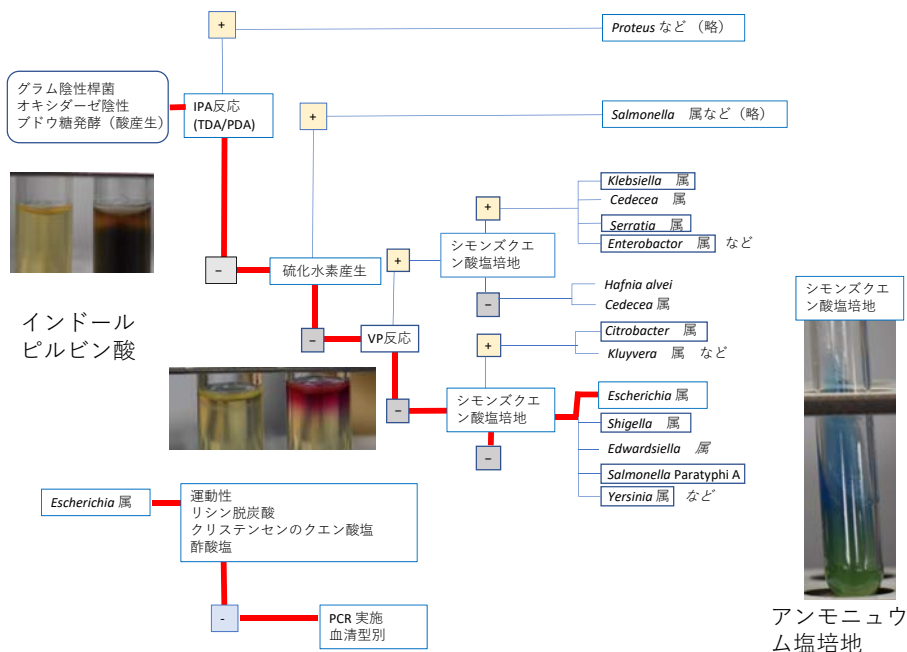 +
Proteus など（略）
グラム陰性桿菌
オキシダーゼ陰性
ブドウ糖発酵（酸産生）
IPA反応
(TDA/PDA)
+
Salmonella 属など（略）
+
Klebsiella 属
Cedecea 属
Serratia 属
Enterobactor 属 など
シモンズクエ
ン酸塩培地
+
−
硫化水素産生
−
Hafnia alvei
Cedecea 属
シモンズクエ
ン酸塩培地
インドール
ピルビン酸
−
VP反応
+
Citrobacter 属
Kluyvera 属 など
−
シモンズクエ
ン酸塩培地
−
Escherichia 属
Shigella 属
Edwardsiella 属
Salmonella Paratyphi A
Yersinia 属 など
Escherichia 属
運動性
リシン脱炭酸
クリステンセンのクエン酸塩
酢酸塩
-
PCR 実施
血清型別
アンモニュウ
ム塩培地